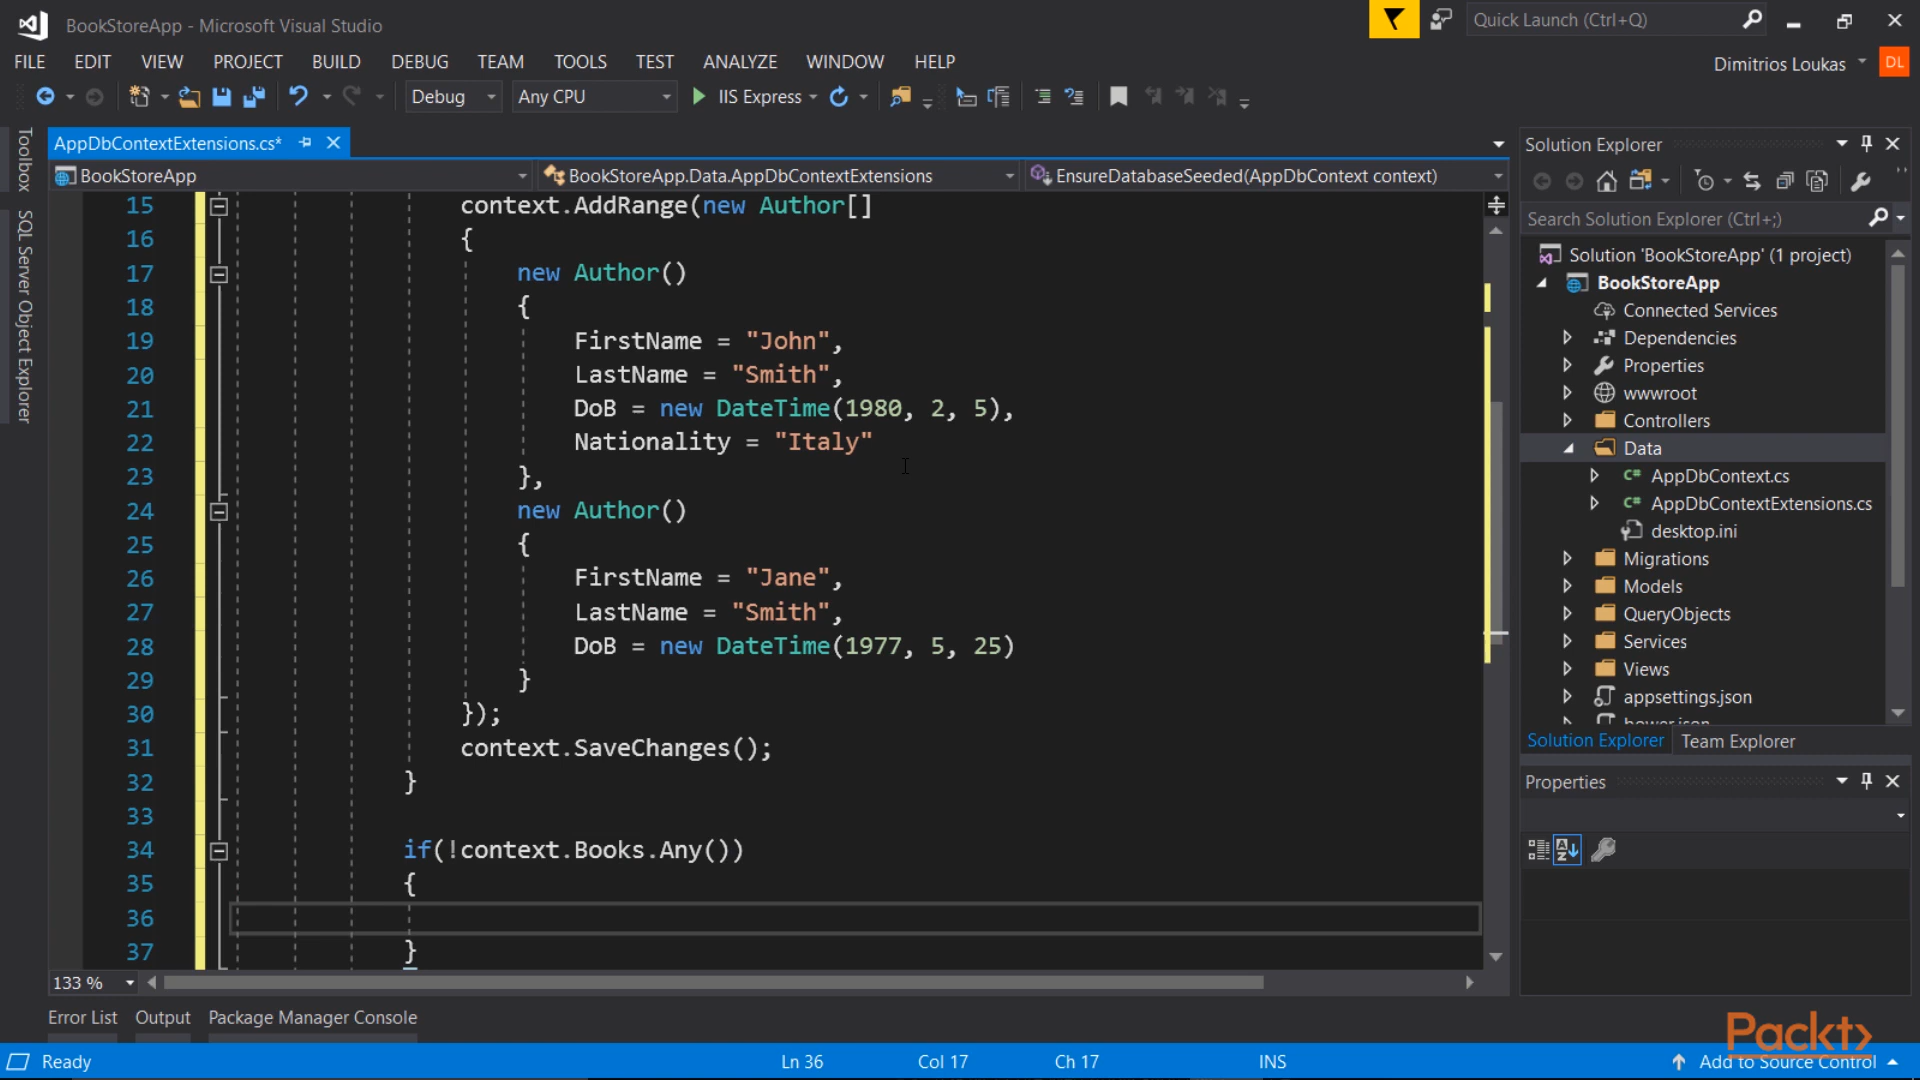 BookStoreApp - Microsoft Visual Studio
Quick Launch (Ctrl+Q)
FILE EDIT VIEW PROJECT BUILD DEBUG TEAM TOOLS TEST ANALYZE WINDOW HELP
Dimitrios Loukas DL
Debug Any CPU IIS Express
Toolbox
SQL Server Object Explorer
AppDbContextExtensions.cs*
BookStoreApp BookStoreApp.Data.AppDbContextExtensions EnsureDatabaseSeeded(AppDbContext context)
15 context.AddRange(new Author[]
16 {
17 new Author()
18 {
19 FirstName = "John",
20 LastName = "Smith",
21 DoB = new DateTime(1980, 2, 5),
22 Nationality = "Italy"
23 },
24 new Author()
25 {
26 FirstName = "Jane",
27 LastName = "Smith",
28 DoB = new DateTime(1977, 5, 25)
29 }
30 });
31 context.SaveChanges();
32 }
33
34 if(!context.Books.Any())
35 {
36
37 }
133 %
Solution Explorer
Search Solution Explorer (Ctrl+;)
Solution 'BookStoreApp' (1 project)
BookStoreApp
Connected Services
Dependencies
Properties
wwwroot
Controllers
Data
C# AppDbContext.cs
C# AppDbContextExtensions.cs
desktop.ini
Migrations
Models
QueryObjects
Services
Views
appsettings.json
bower.json
Solution Explorer Team Explorer
Properties
Error List Output Package Manager Console
Packt>
Ready Ln 36 Col 17 Ch 17 INS Add to Source Control